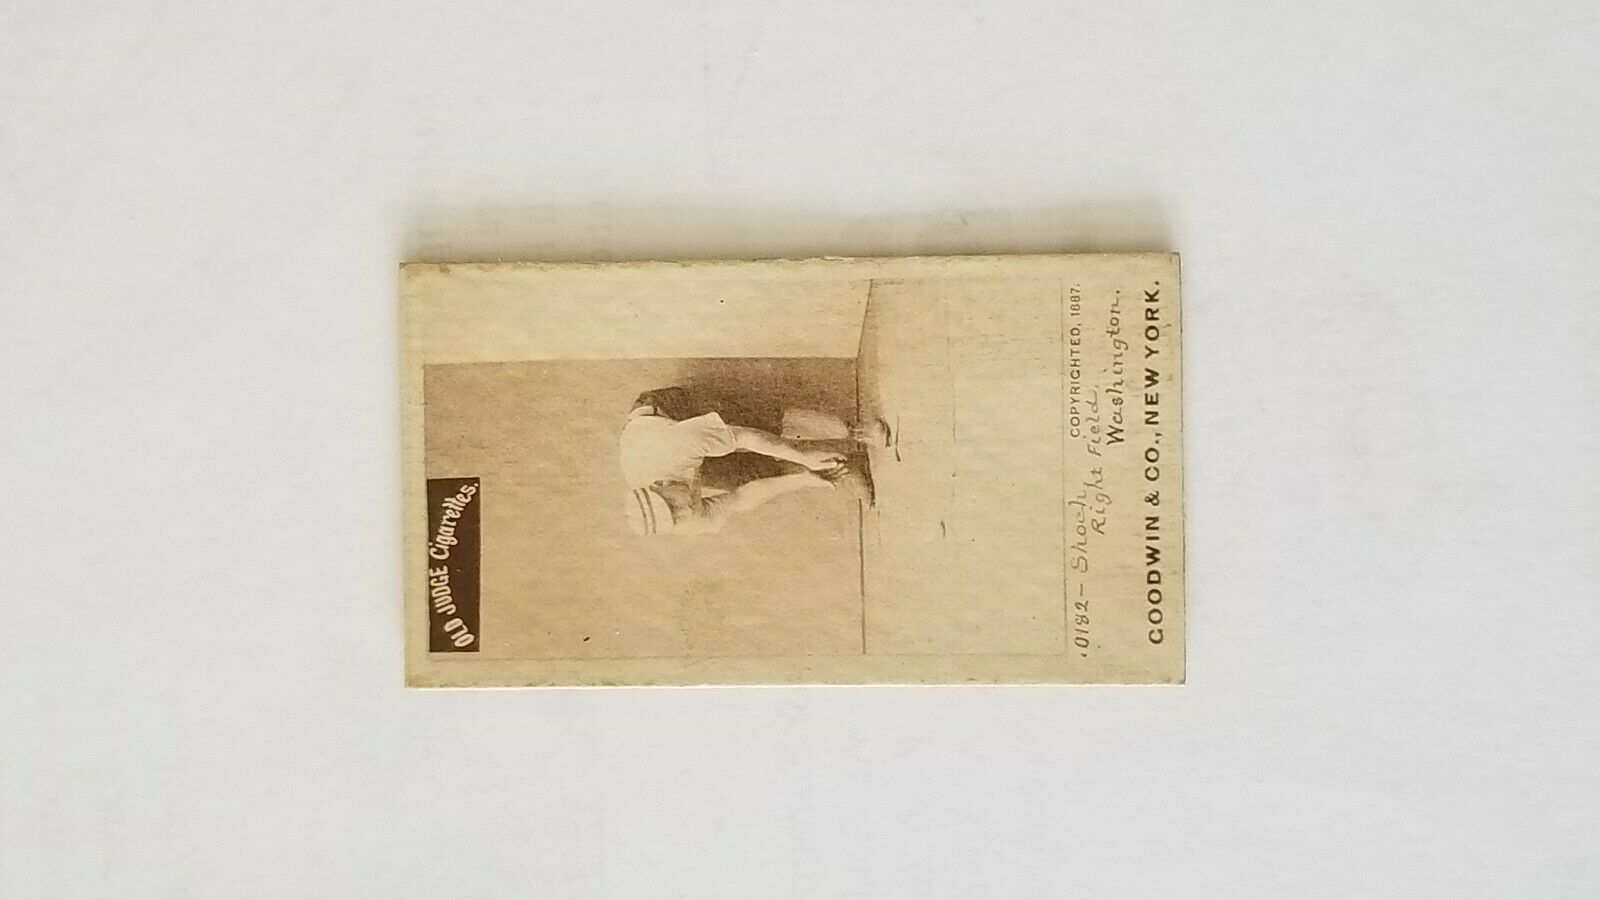 OLD JUDGE Cigarettes.
COPYRIGHTED, 1887.
.0182 – Shoch
Right Field,
Washington.
GOODWIN & CO., NEW YORK.